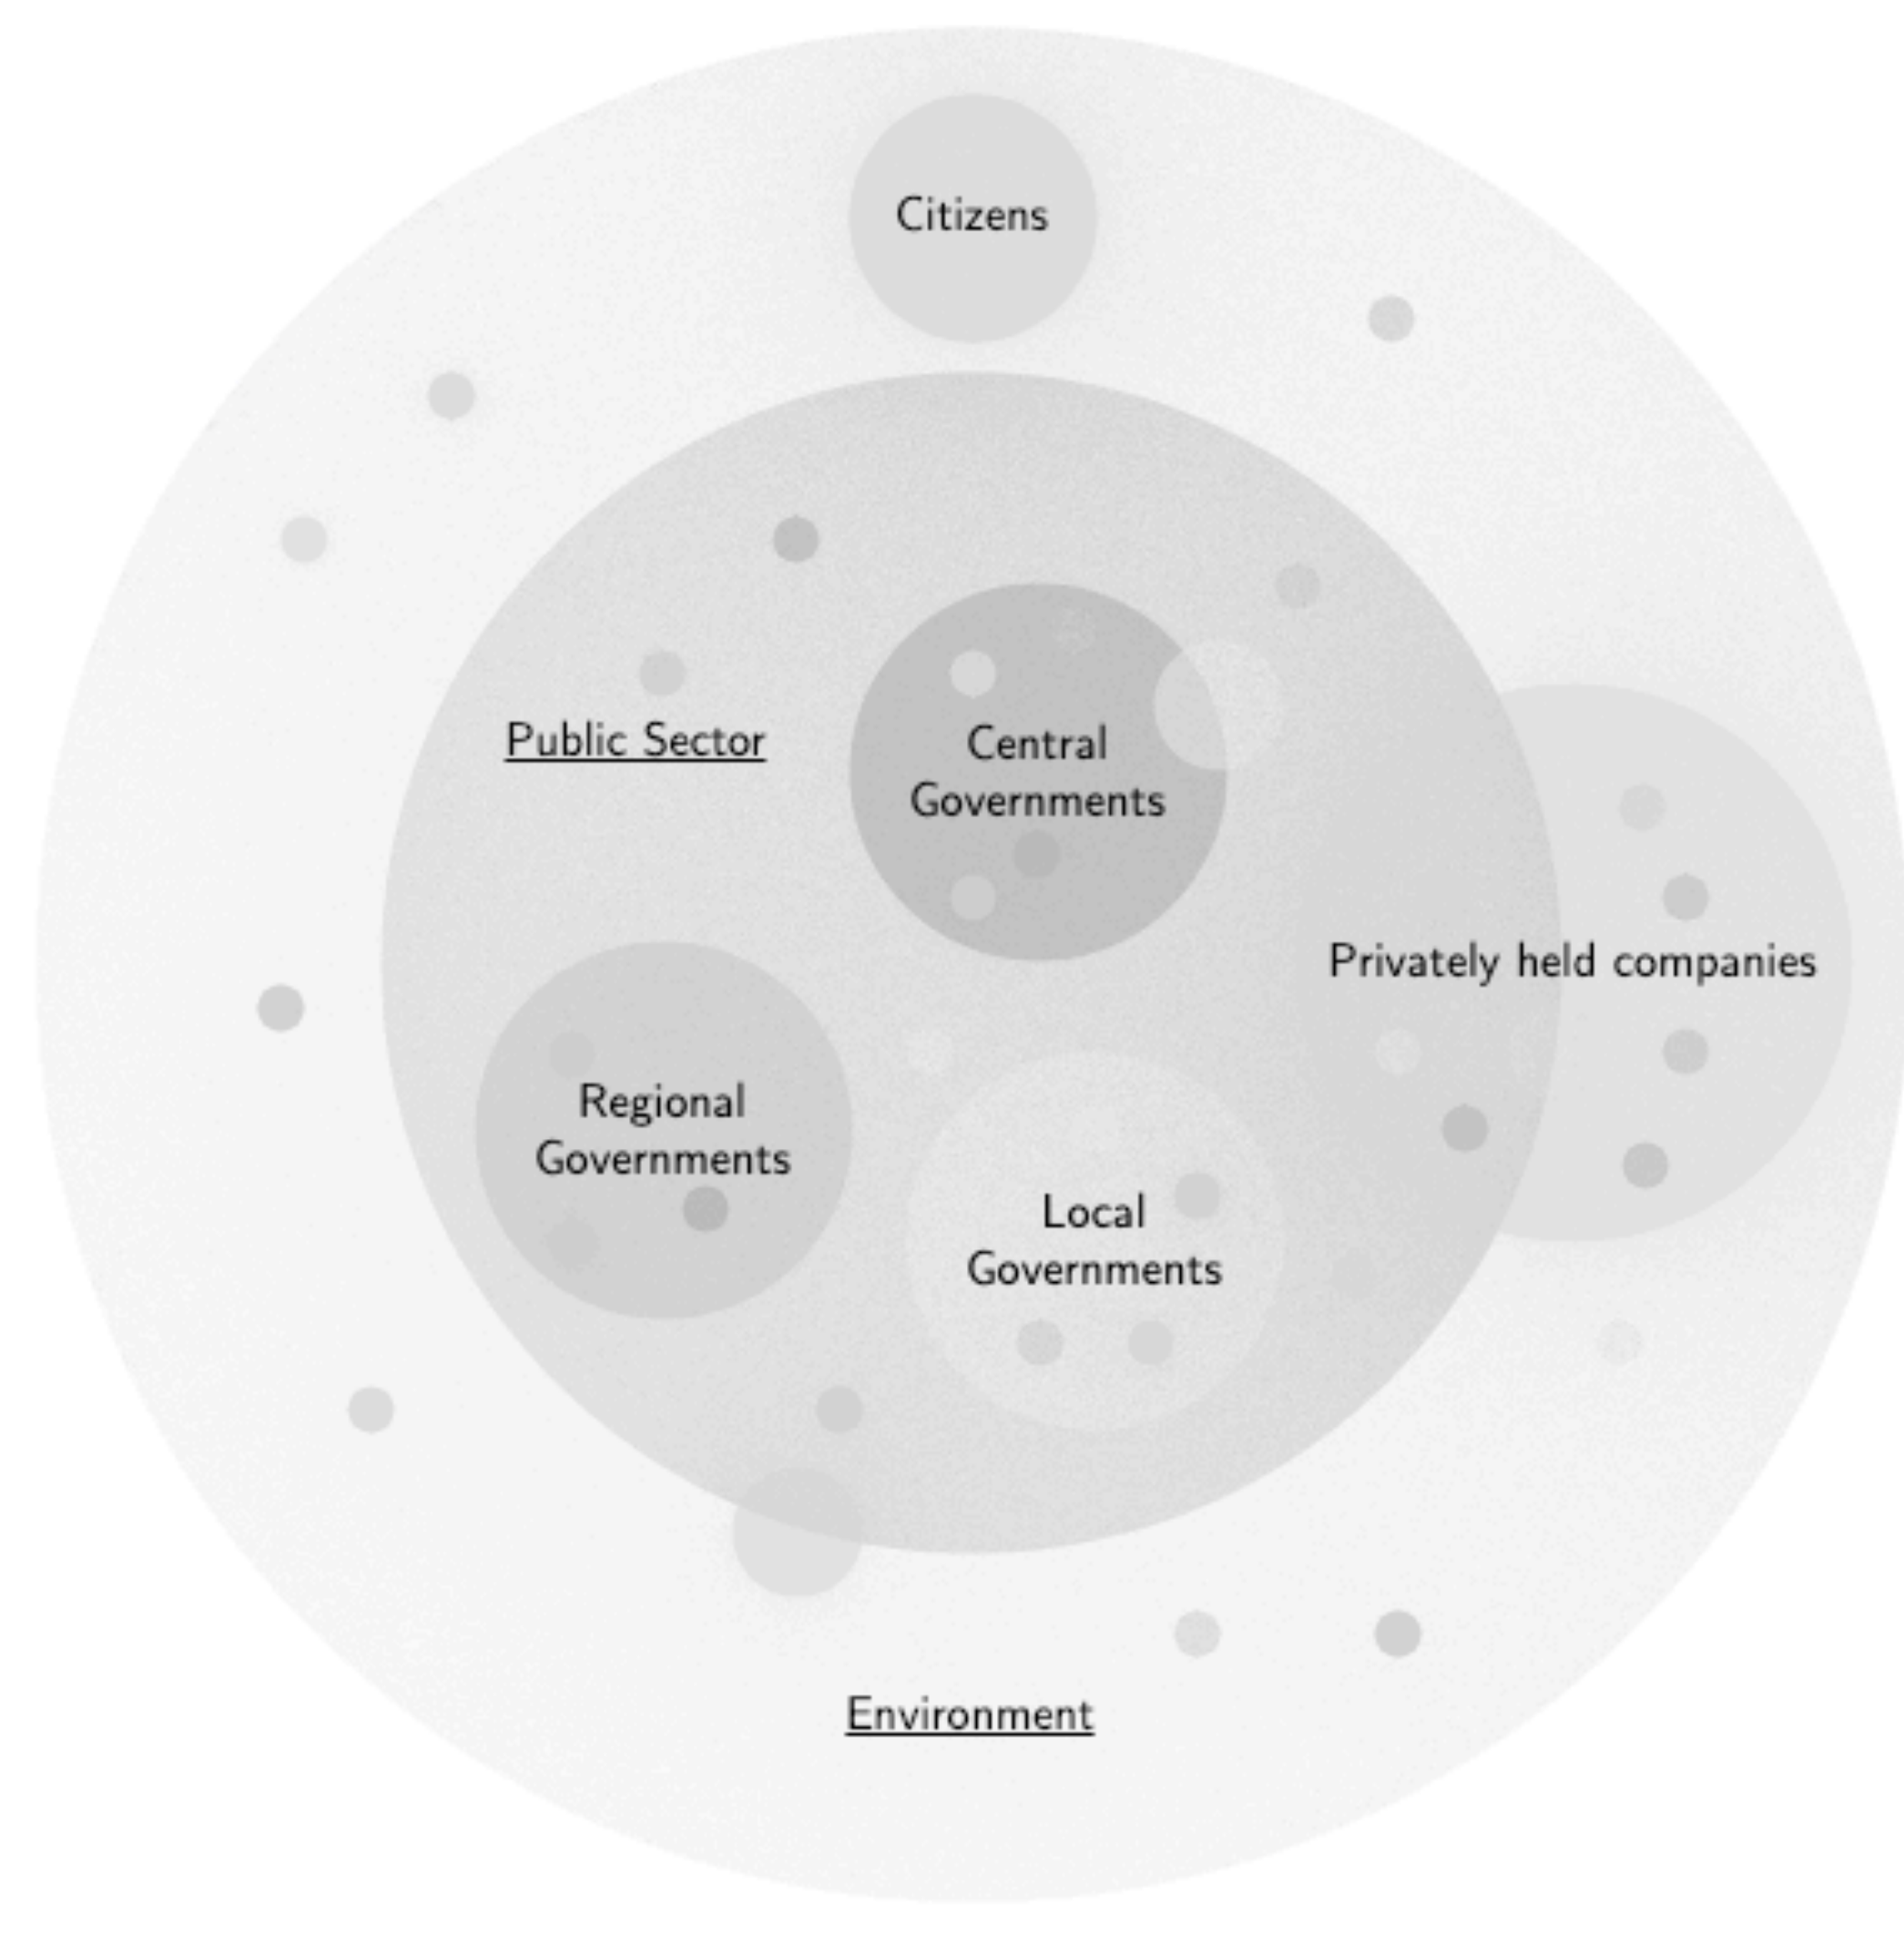 Citizens
Public Sector
Central
Governments
Privately held companies
Regional
Governments
Local
Governments
Environment